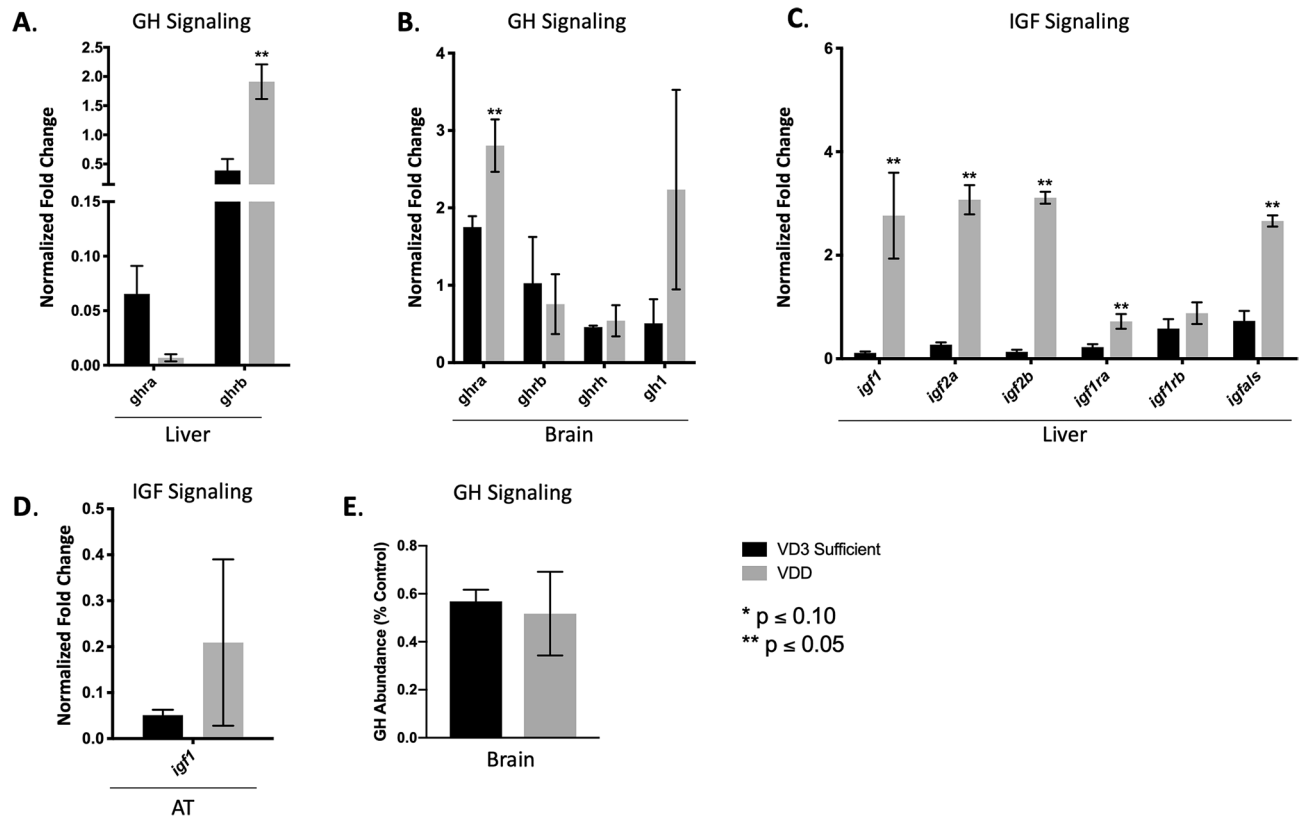 A.
GH Signaling
Normalized Fold Change
2.5
2.0
1.5
1.0
0.5
0.15
0.10
0.05
0.00
**
ghra
ghrb
Liver
B.
GH Signaling
Normalized Fold Change
4
3
2
1
0
**
ghra
ghrb
ghrh
gh1
Brain
C.
IGF Signaling
Normalized Fold Change
6
4
2
0
**
**
**
**
**
igf1
igf2a
igf2b
igf1ra
igf1rb
igfals
Liver
D.
IGF Signaling
Normalized Fold Change
0.5
0.4
0.3
0.2
0.1
0.0
igf1
AT
E.
GH Signaling
GH Abundance (% Control)
0.8
0.6
0.4
0.2
0.0
Brain
VD3 Sufficient
VDD
* p ≤ 0.10
** p ≤ 0.05